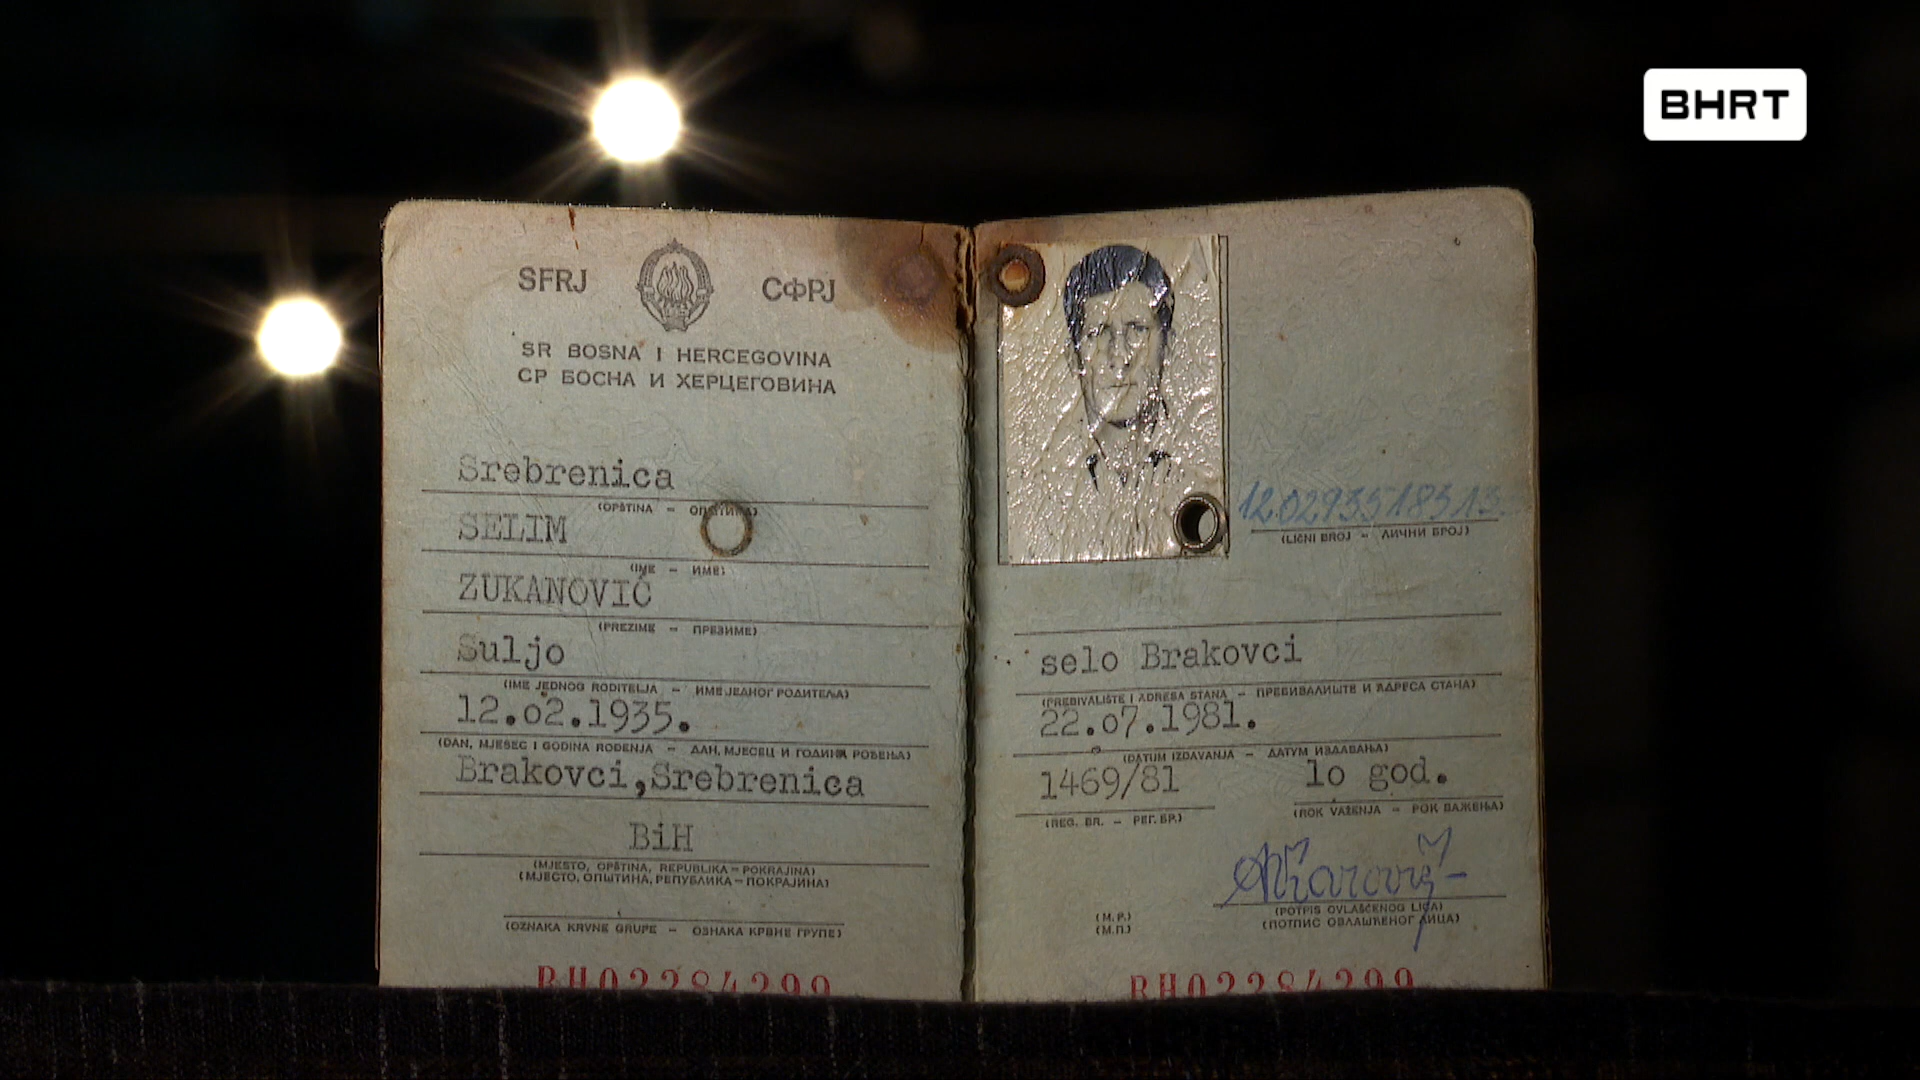 BHRT
SFRJ СФРЈ
SR BOSNA I HERCEGOVINA
СР БОСНА И ХЕРЦЕГОВИНА
Srebrenica
(OPŠTINA – ОПШТИНА)
SELIM
(IME – ИМЕ)
ZUKANOVIĆ
(PREZIME – ПРЕЗИМЕ)
Suljo
(IME JEDNOG RODITELJA – ИМЕ ЈЕДНОГ РОДИТЕЉА)
12.o2.1935.
(DAN, MJESEC I GODINA ROĐENJA – ДАН, МЈЕСЕЦ И ГОДИНА РОЂЕЊА)
Brakovci,Srebrenica
BiH
(MJESTO, OPŠTINA, REPUBLIKA–POKRAJINA)
(МЈЕСТО, ОПШТИНА, РЕПУБЛИКА–ПОКРАЈИНА)
(OZNAKA KRVNE GRUPE – ОЗНАКА КРВНЕ ГРУПЕ)
BH02284299
(LIČNI BROJ – ЛИЧНИ БРОЈ)
selo Brakovci
(PREBIVALIŠTE I ADRESA STANA – ПРЕБИВАЛИШТЕ И АДРЕСА СТАНА)
22.o7.1981.
(DATUM IZDAVANJA – ДАТУМ ИЗДАВАЊА)
1469/81 lo god.
(REG. BR. – РЕГ. БР.) (ROK VAŽENJA – РОК ВАЖЕЊА)
(POTPIS OVLAŠĆENOG LICA)
(M.P.) (ПОТПИС ОВЛАШЋЕНОГ ЛИЦА)
(М.П.)
BH02284299